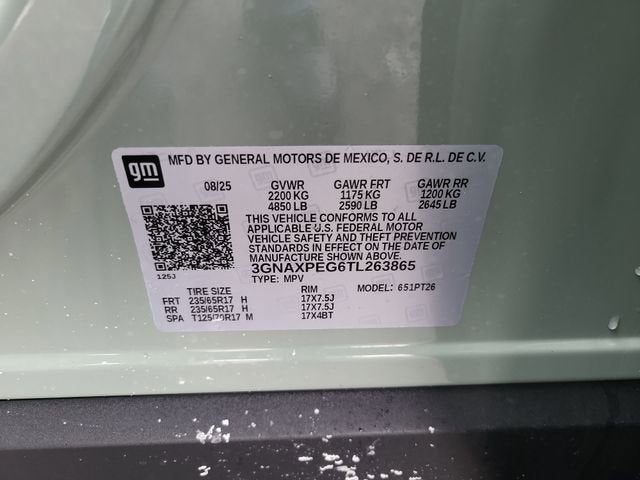 gm MFD BY GENERAL MOTORS DE MEXICO, S. DE R.L. DE C.V.
08/25 GVWR GAWR FRT GAWR RR
2200 KG 1175 KG 1200 KG
4850 LB 2590 LB 2645 LB
THIS VEHICLE CONFORMS TO ALL
APPLICABLE U.S. FEDERAL MOTOR
VEHICLE SAFETY AND THEFT PREVENTION
STANDARDS IN EFFECT ON THE DATE OF
MANUFACTURE SHOWN ABOVE.
3GNAXPEG6TL263865
125J TYPE: MPV MODEL: 651PT26
TIRE SIZE RIM
FRT 235/65R17 H 17X7.5J
RR 235/65R17 H 17X7.5J
SPA T125/70R17 M 17X4BT